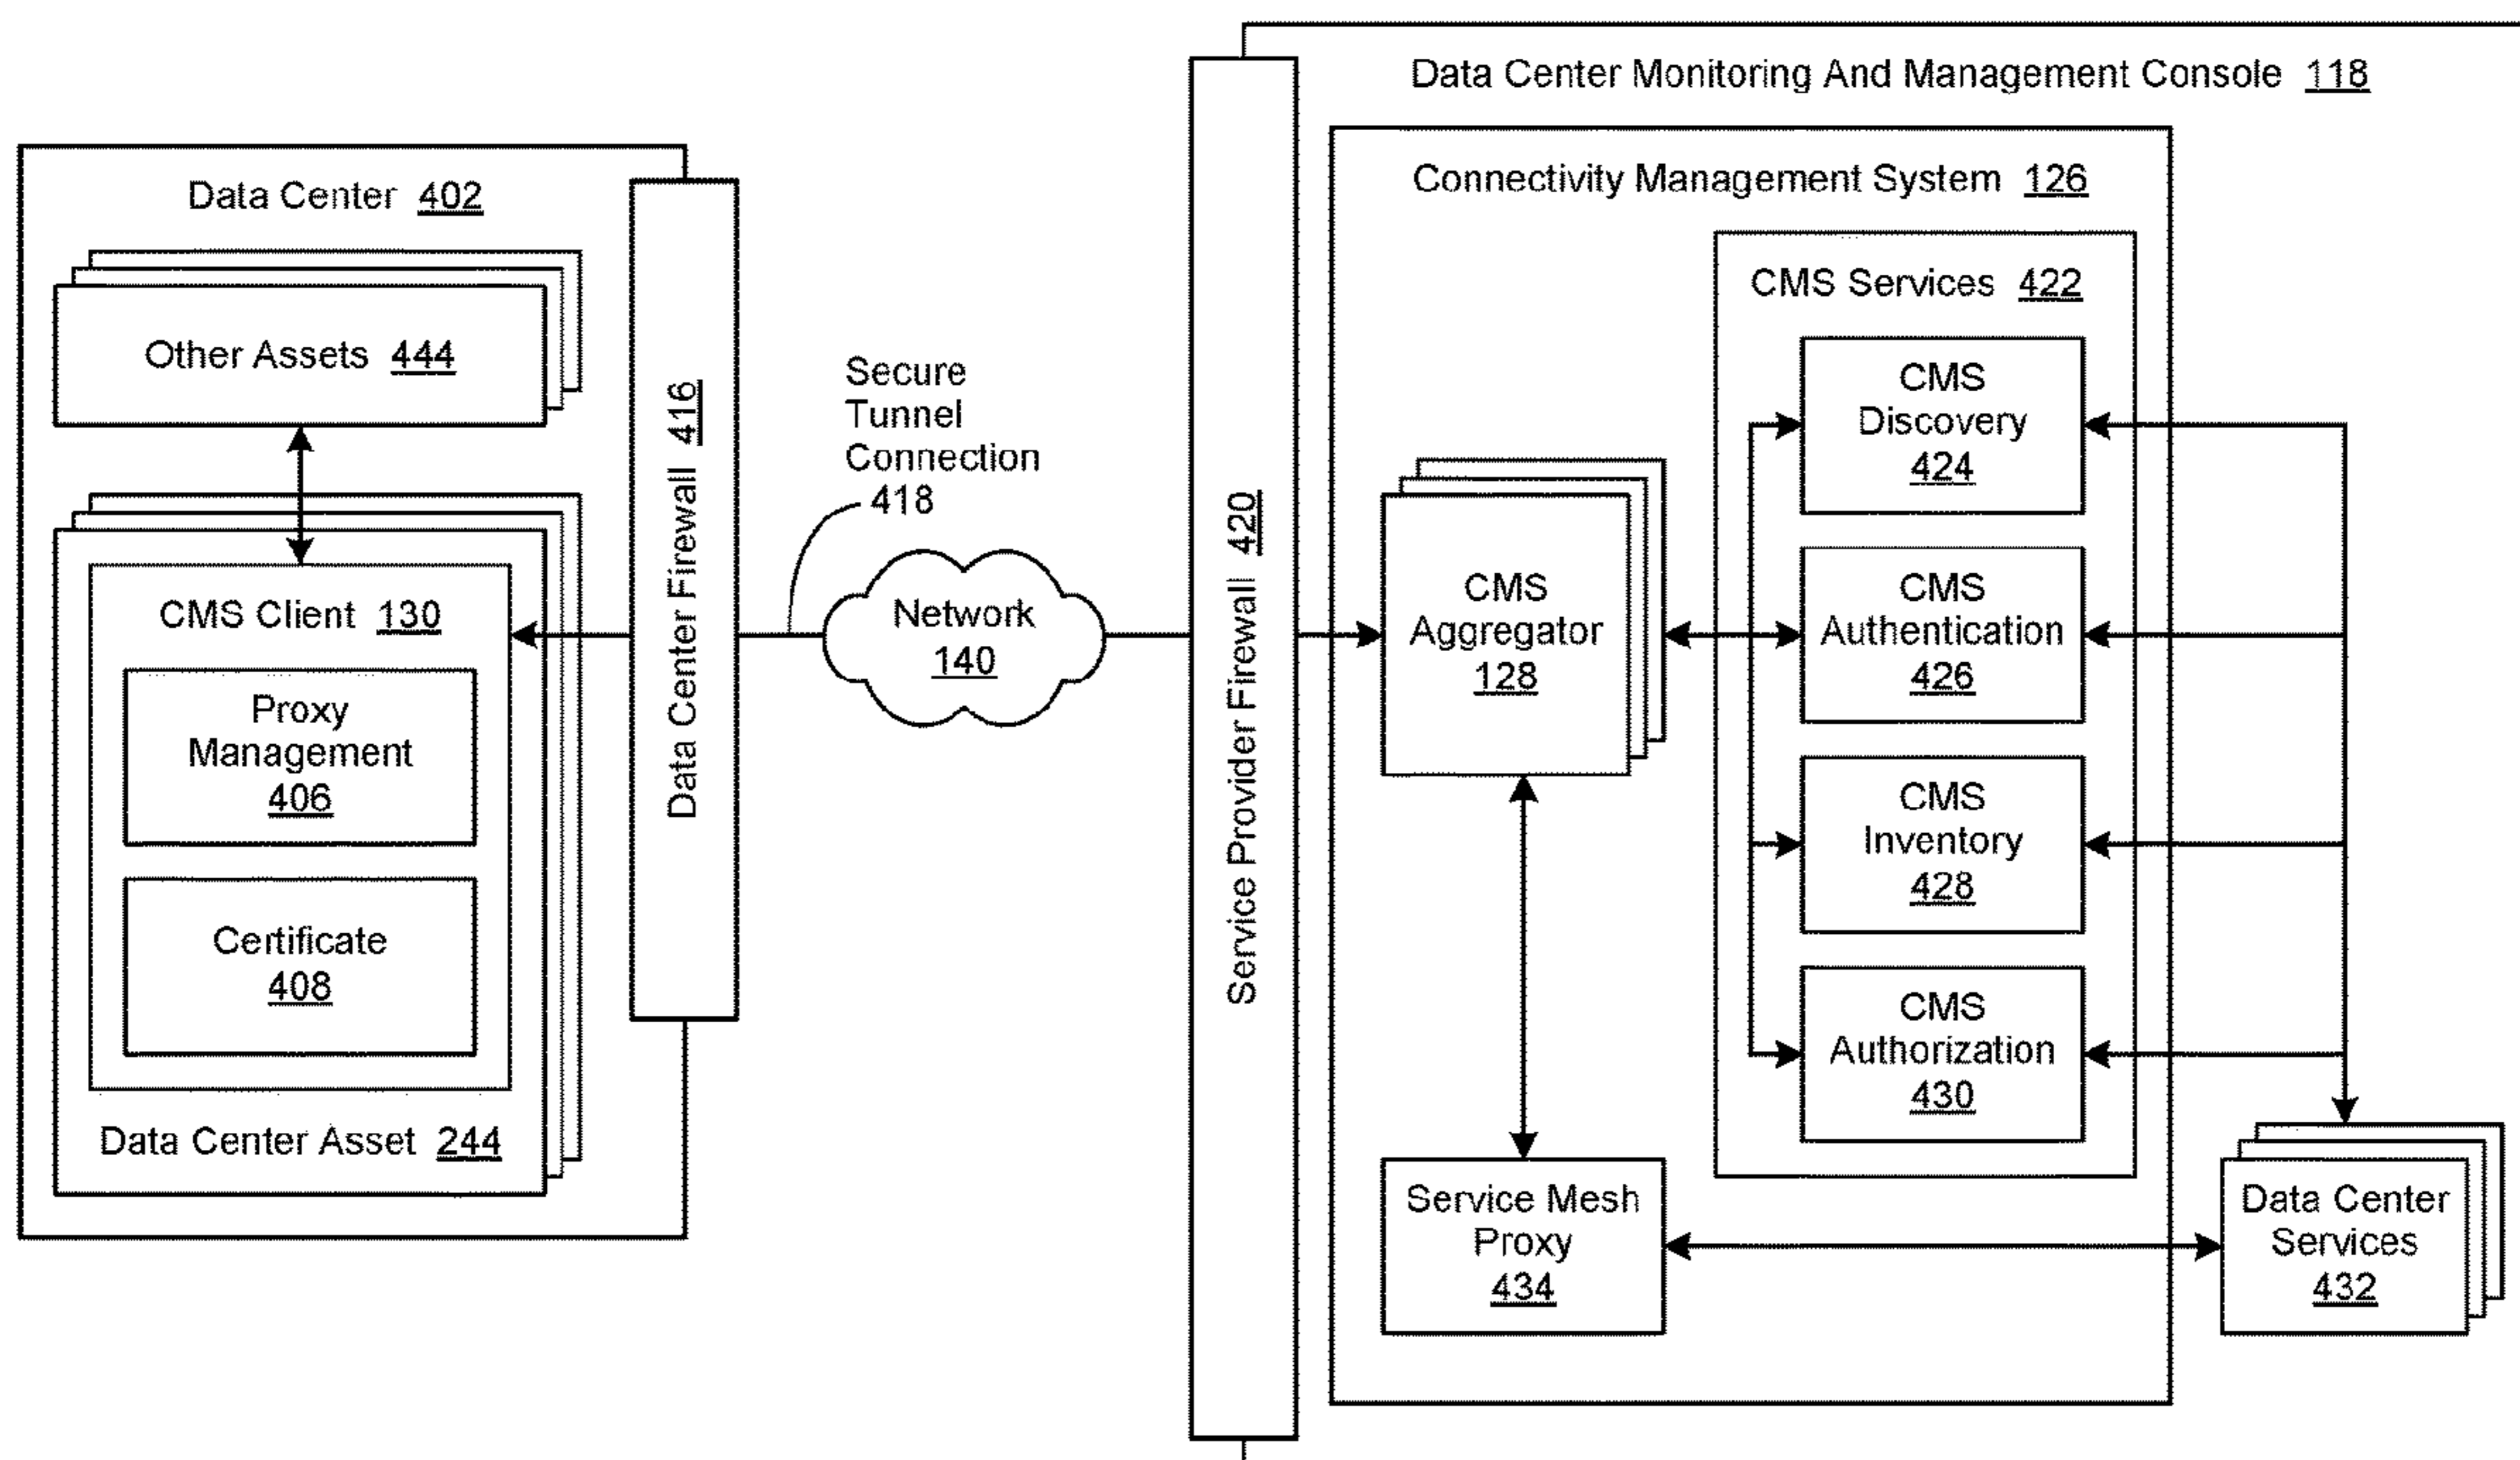 Data Center Monitoring And Management Console 118
Data Center 402
Other Assets 444
CMS Client 130
Proxy
Management
406
Certificate
408
Data Center Asset 244
Data Center Firewall 416
Secure
Tunnel
Connection
418
Network
140
Service Provider Firewall 420
Connectivity Management System 126
CMS
Aggregator
128
Service Mesh
Proxy
434
CMS Services 422
CMS
Discovery
424
CMS
Authentication
426
CMS
Inventory
428
CMS
Authorization
430
Data Center
Services
432